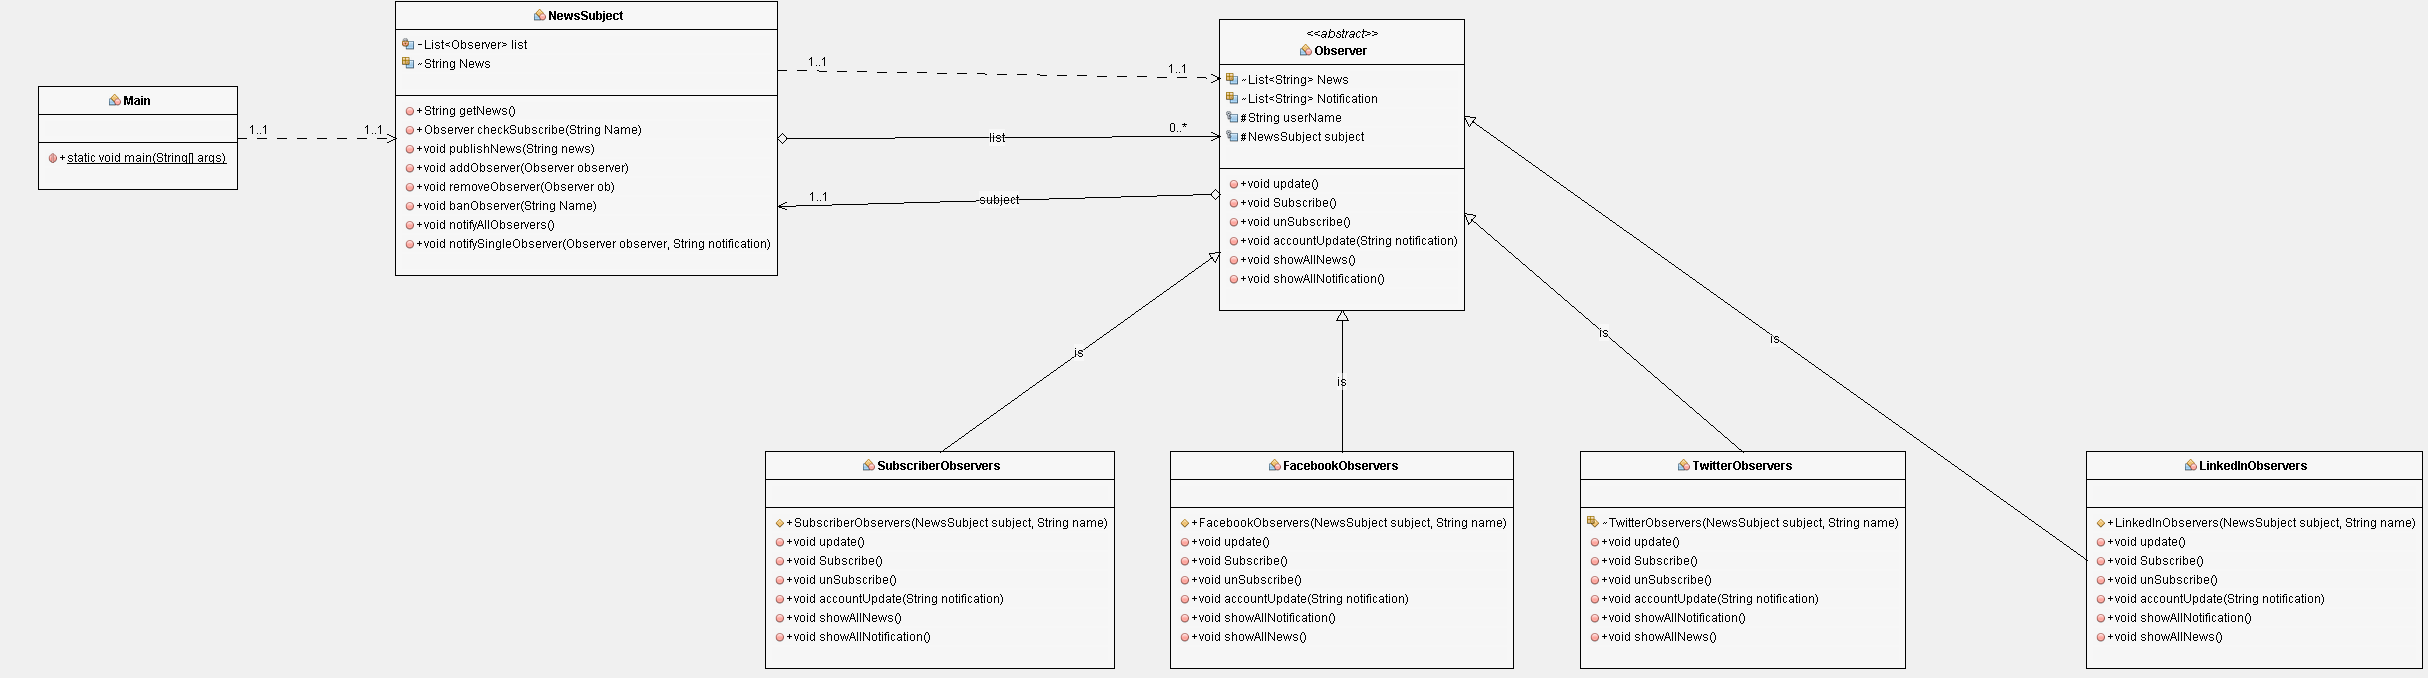 Main
+static void main(String[] args)
1..1
1..1
NewsSubject
-List<Observer> list
~String News
+String getNews()
+Observer checkSubscribe(String Name)
+void publishNews(String news)
+void addObserver(Observer observer)
+void removeObserver(Observer ob)
+void banObserver(String Name)
+void notifyAllObservers()
+void notifySingleObserver(Observer observer, String notification)
1..1
1..1
list
0..*
1..1
subject
<<abstract>>
Observer
~List<String> News
~List<String> Notification
#String userName
#NewsSubject subject
+void update()
+void Subscribe()
+void unSubscribe()
+void accountUpdate(String notification)
+void showAllNews()
+void showAllNotification()
is
is
is
is
SubscriberObservers
+SubscriberObservers(NewsSubject subject, String name)
+void update()
+void Subscribe()
+void unSubscribe()
+void accountUpdate(String notification)
+void showAllNews()
+void showAllNotification()
FacebookObservers
+FacebookObservers(NewsSubject subject, String name)
+void update()
+void Subscribe()
+void unSubscribe()
+void accountUpdate(String notification)
+void showAllNotification()
+void showAllNews()
TwitterObservers
~TwitterObservers(NewsSubject subject, String name)
+void update()
+void Subscribe()
+void unSubscribe()
+void accountUpdate(String notification)
+void showAllNotification()
+void showAllNews()
LinkedInObservers
+LinkedInObservers(NewsSubject subject, String name)
+void update()
+void Subscribe()
+void unSubscribe()
+void accountUpdate(String notification)
+void showAllNotification()
+void showAllNews()